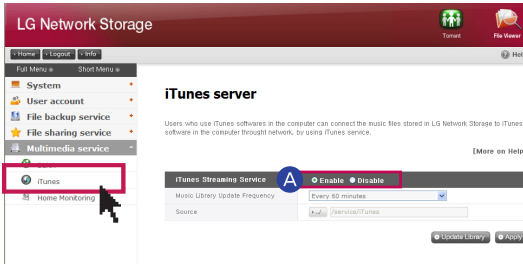 LG Network Storage
Torrent
File Viewer
Home
Logout
Info
Full Menu
Short Menu
System
User account
File backup service
File sharing service
Multimedia service
iTunes
Home Monitoring
iTunes server
Users who use iTunes softwares in the computer can connect the music files stored in LG Network Storage to iTunes
software in the computer throught network, by using iTunes service.
[More on Help
iTunes Streaming Service
A
Enable
Disable
Music Library Update Frequency
Every 60 minutes
Source
/service/iTunes
Update Library
Apply